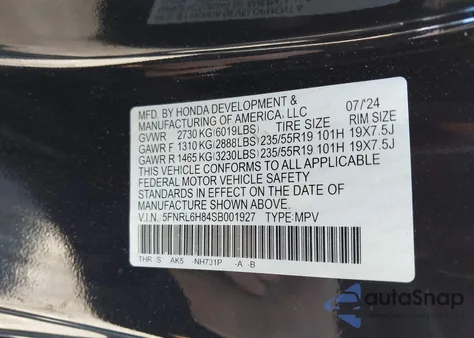 MFD. BY HONDA DEVELOPMENT &
MANUFACTURING OF AMERICA, LLC 07/'24
GVWR 2730 KG(6019LBS) TIRE SIZE RIM SIZE
GAWR F 1310 KG(2888LBS) 235/55R19 101H 19X7.5J
GAWR R 1465 KG(3230LBS) 235/55R19 101H 19X7.5J
THIS VEHICLE CONFORMS TO ALL APPLICABLE
FEDERAL MOTOR VEHICLE SAFETY
STANDARDS IN EFFECT ON THE DATE OF
MANUFACTURE SHOWN ABOVE.
V.I.N. 5FNRL6H84SB001927 TYPE:MPV
THR S AK5 -NH731P -A -B
autoSnap